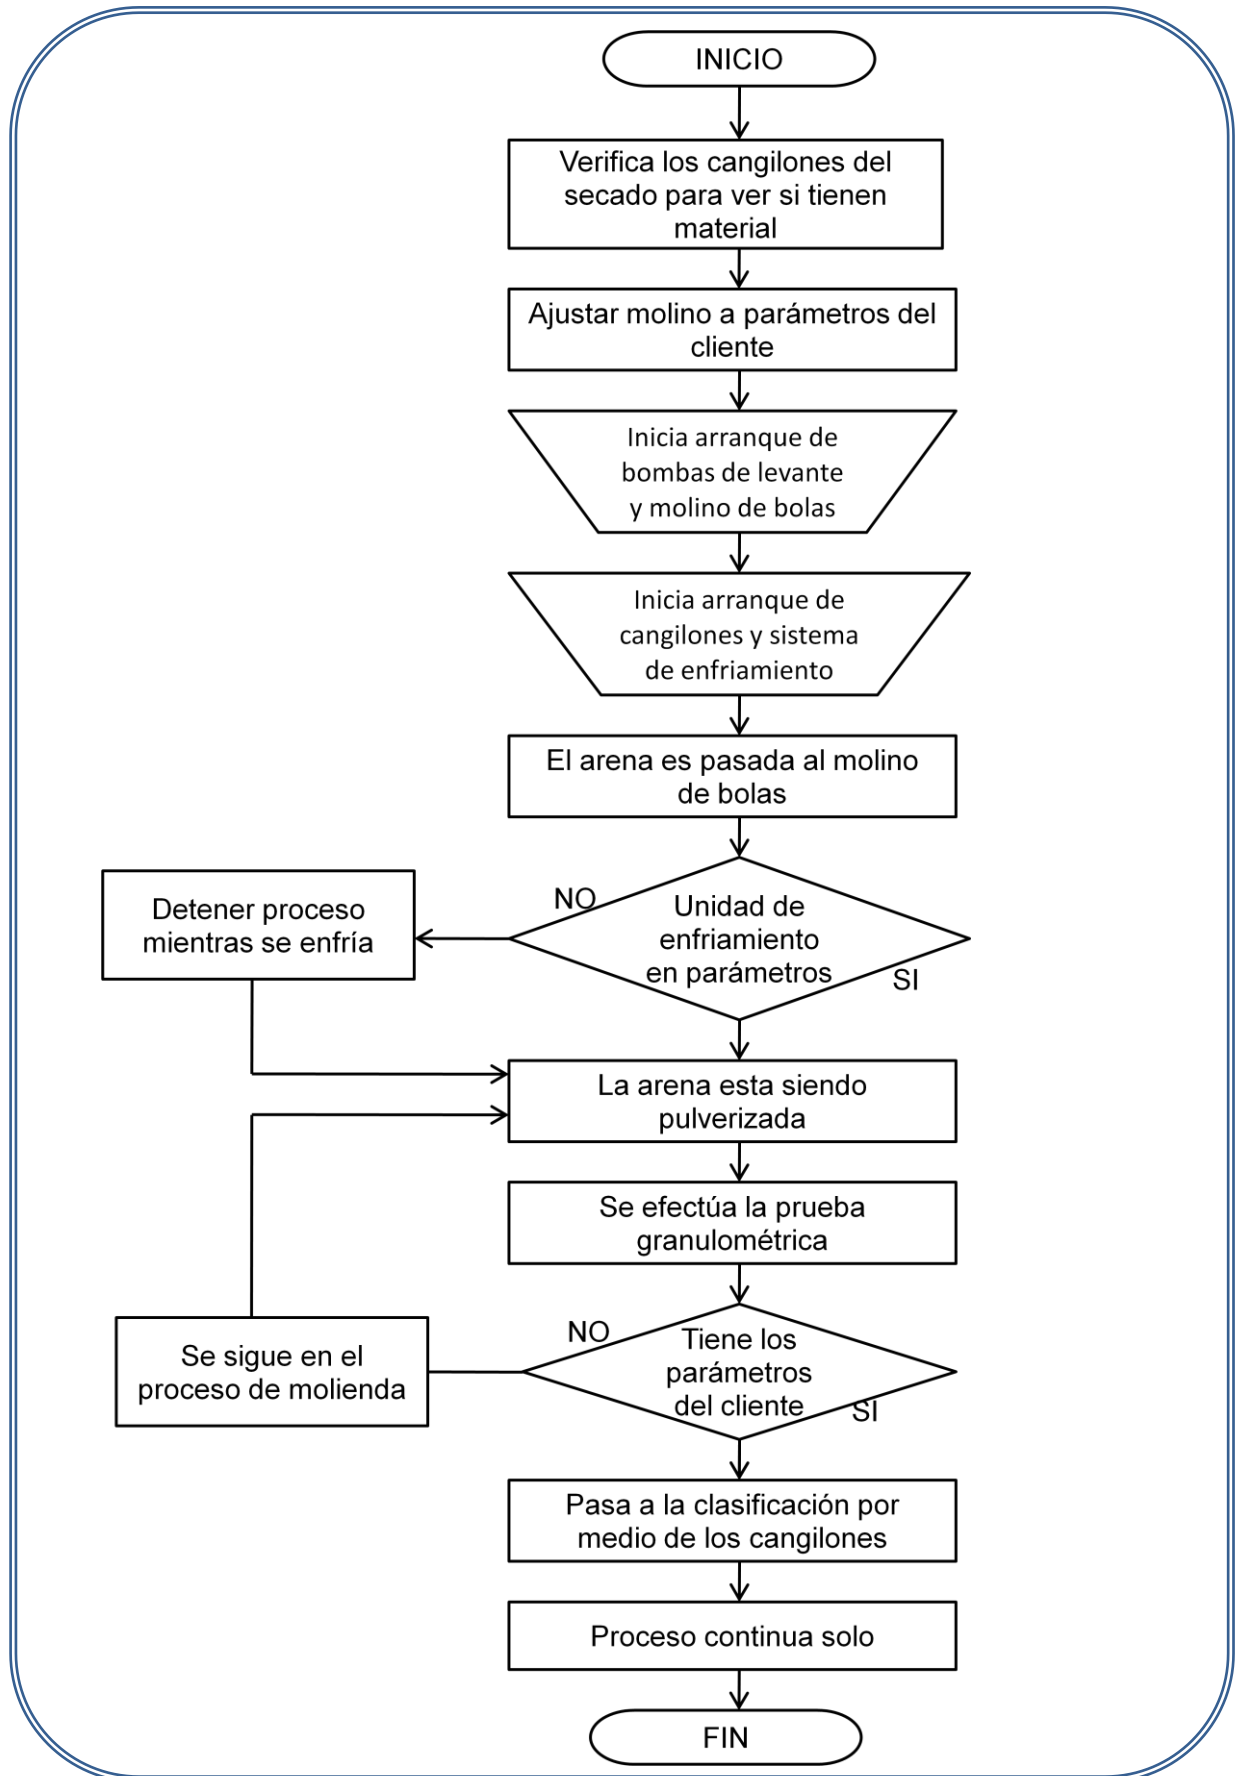 INICIO
Verifica los cangilones del
secado para ver si tienen
material
Ajustar molino a parámetros del
cliente
Inicia arranque de
bombas de levante
y molino de bolas
Inicia arranque de
cangilones y sistema
de enfriamiento
El arena es pasada al molino
de bolas
NO
Unidad de
enfriamiento
en parámetros
SI
Detener proceso
mientras se enfría
La arena esta siendo
pulverizada
Se efectúa la prueba
granulométrica
NO
Tiene los
parámetros
del cliente
SI
Se sigue en el
proceso de molienda
Pasa a la clasificación por
medio de los cangilones
Proceso continua solo
FIN